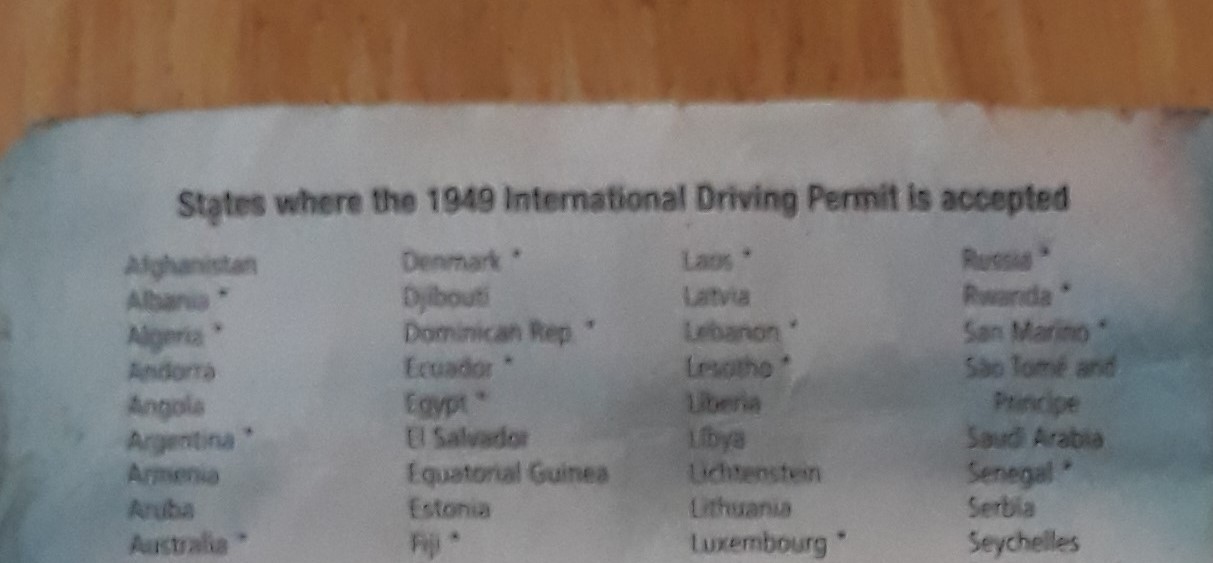 States where the 1949 International Driving Permit is accepted
Afghanistan
Albania *
Algeria *
Andorra
Angola
Argentina *
Armenia
Aruba
Australia *
Denmark *
Djibouti
Dominican Rep. *
Ecuador *
Egypt *
El Salvador
Equatorial Guinea
Estonia
Fiji *
Laos *
Latvia
Lebanon *
Lesotho *
Liberia
Libya
Lichtenstein
Lithuania
Luxembourg *
Russia *
Rwanda *
San Marino *
Sao Tomé and
Principe
Saudi Arabia
Senegal *
Serbia
Seychelles